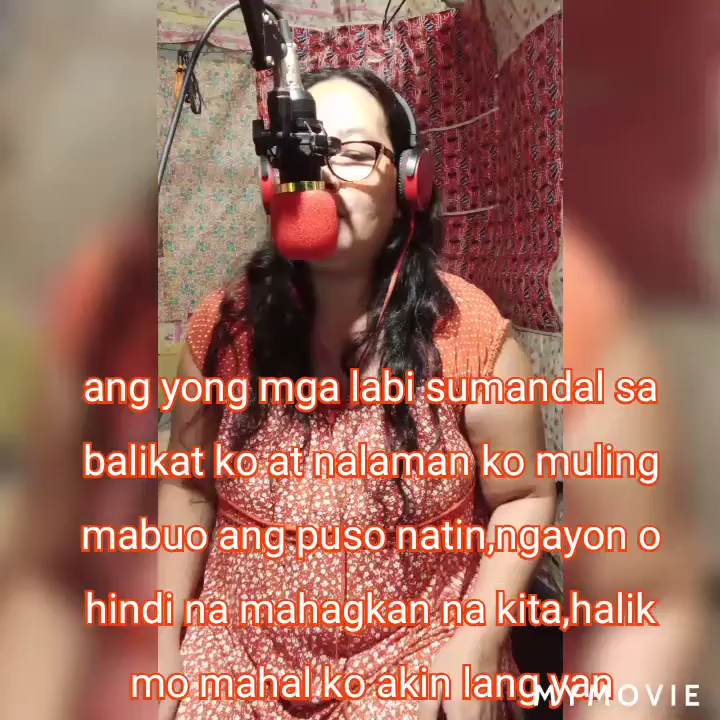 ang yong mga labi sumandal sa
balikat ko at nalaman ko muling
mabuo ang puso natin,ngayon o
hindi na mahagkan na kita,halik
mo mahal ko akin lang yan
MYMOVIE